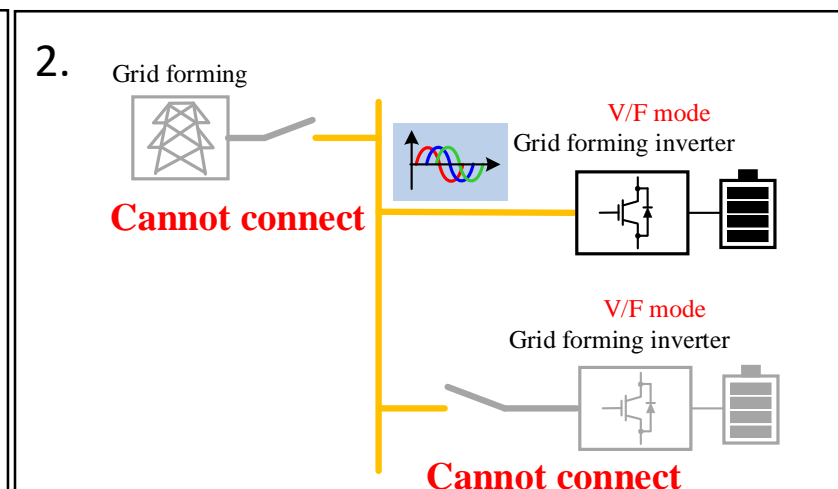 2.
Grid forming
Cannot connect
V/F mode
Grid forming inverter
V/F mode
Grid forming inverter
Cannot connect